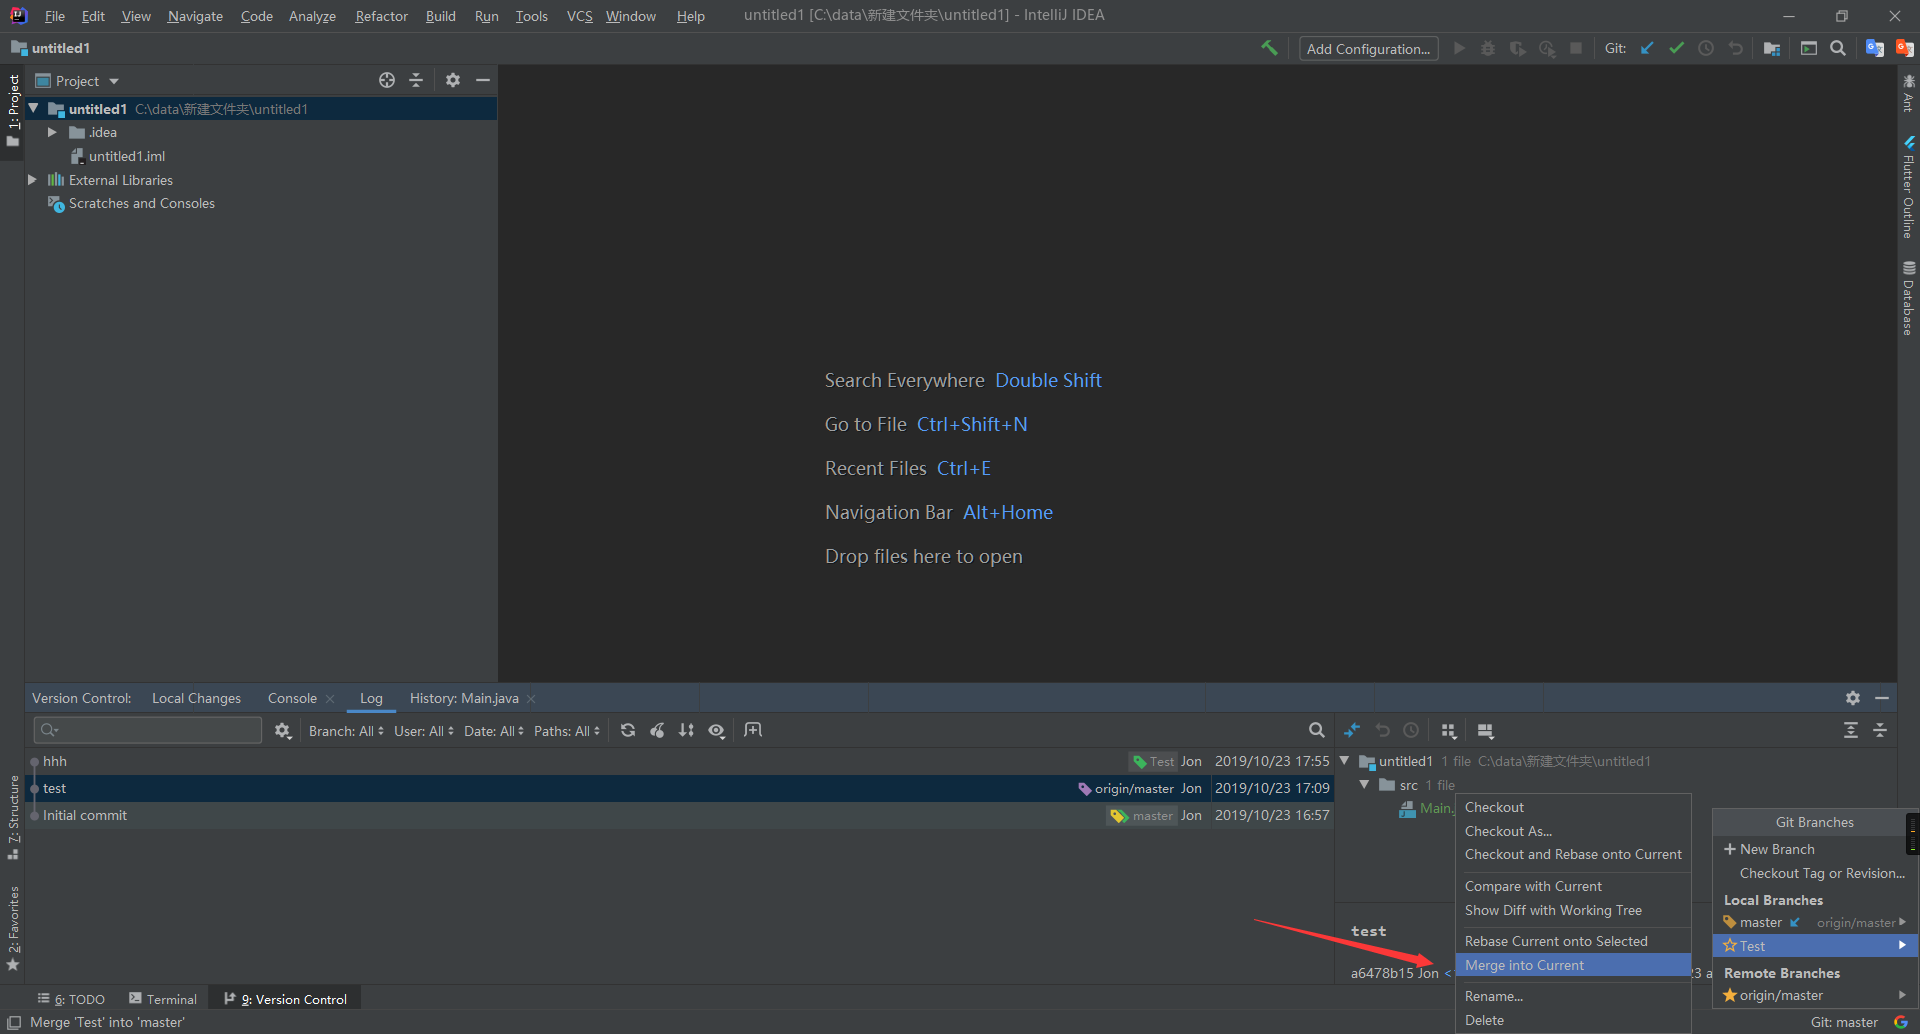 File Edit View Navigate Code Analyze Refactor Build Run Tools VCS Window Help untitled1 [C:\data\新建文件夹\untitled1] - IntelliJ IDEA
untitled1 Add Configuration... Git:
Project
1: Project
untitled1 C:\data\新建文件夹\untitled1
.idea
untitled1.iml
External Libraries
Scratches and Consoles
Ant
Flutter Outline
Database
Search Everywhere Double Shift
Go to File Ctrl+Shift+N
Recent Files Ctrl+E
Navigation Bar Alt+Home
Drop files here to open
Version Control: Local Changes Console Log History: Main.java
Branch: All User: All Date: All Paths: All
hhh Test Jon 2019/10/23 17:55
test origin/master Jon 2019/10/23 17:09
Initial commit master Jon 2019/10/23 16:57
untitled1 1 file C:\data\新建文件夹\untitled1
src 1 file
Main.
test
a6478b15 Jon <
3 a
Checkout
Checkout As...
Checkout and Rebase onto Current
Compare with Current
Show Diff with Working Tree
Rebase Current onto Selected
Merge into Current
Rename...
Delete
Git Branches
New Branch
Checkout Tag or Revision...
Local Branches
master origin/master
Test
Remote Branches
origin/master
7: Structure
2: Favorites
6: TODO Terminal 9: Version Control
Merge 'Test' into 'master' Git: master